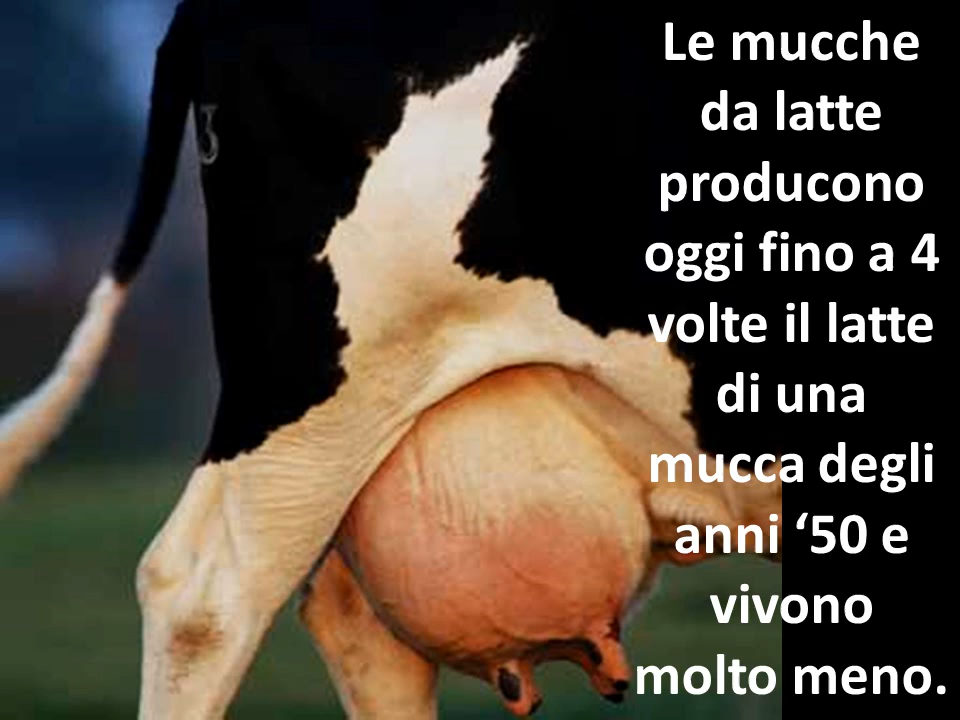 Le mucche
da latte
producono
oggi fino a 4
volte il latte
di una
mucca degli
anni ‘50 e
vivono
molto meno.
3